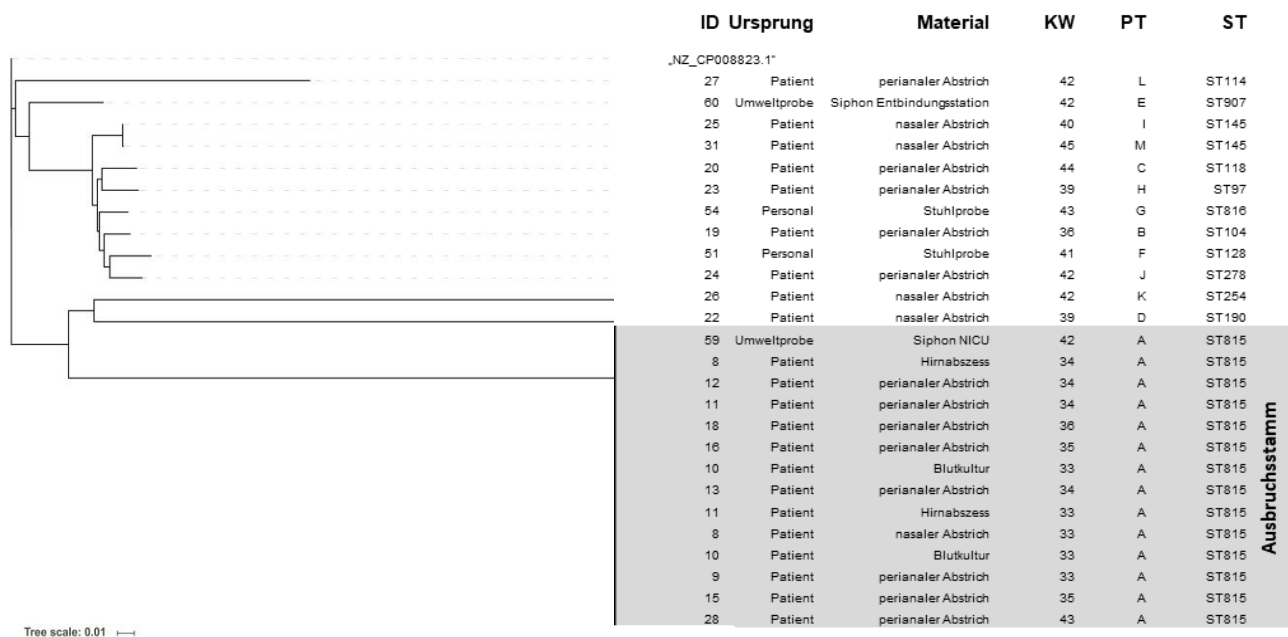 ID Ursprung Material KW PT ST
„NZ_CP008823.1“
27 Patient perianaler Abstrich 42 L ST114
60 Umweltprobe Siphon Entbindungsstation 42 E ST907
25 Patient nasaler Abstrich 40 I ST145
31 Patient nasaler Abstrich 45 M ST145
20 Patient perianaler Abstrich 44 C ST118
23 Patient perianaler Abstrich 39 H ST97
54 Personal Stuhlprobe 43 G ST816
19 Patient perianaler Abstrich 36 B ST104
51 Personal Stuhlprobe 41 F ST128
24 Patient perianaler Abstrich 42 J ST278
26 Patient nasaler Abstrich 42 K ST254
22 Patient nasaler Abstrich 39 D ST190
59 Umweltprobe Siphon NICU 42 A ST815
8 Patient Hirnabszess 34 A ST815
12 Patient perianaler Abstrich 34 A ST815
11 Patient perianaler Abstrich 34 A ST815
18 Patient perianaler Abstrich 36 A ST815
16 Patient perianaler Abstrich 35 A ST815
10 Patient Blutkultur 33 A ST815
13 Patient perianaler Abstrich 34 A ST815
11 Patient Hirnabszess 33 A ST815
8 Patient nasaler Abstrich 33 A ST815
10 Patient Blutkultur 33 A ST815
9 Patient perianaler Abstrich 33 A ST815
15 Patient perianaler Abstrich 35 A ST815
28 Patient perianaler Abstrich 43 A ST815
Ausbruchsstamm
Tree scale: 0.01